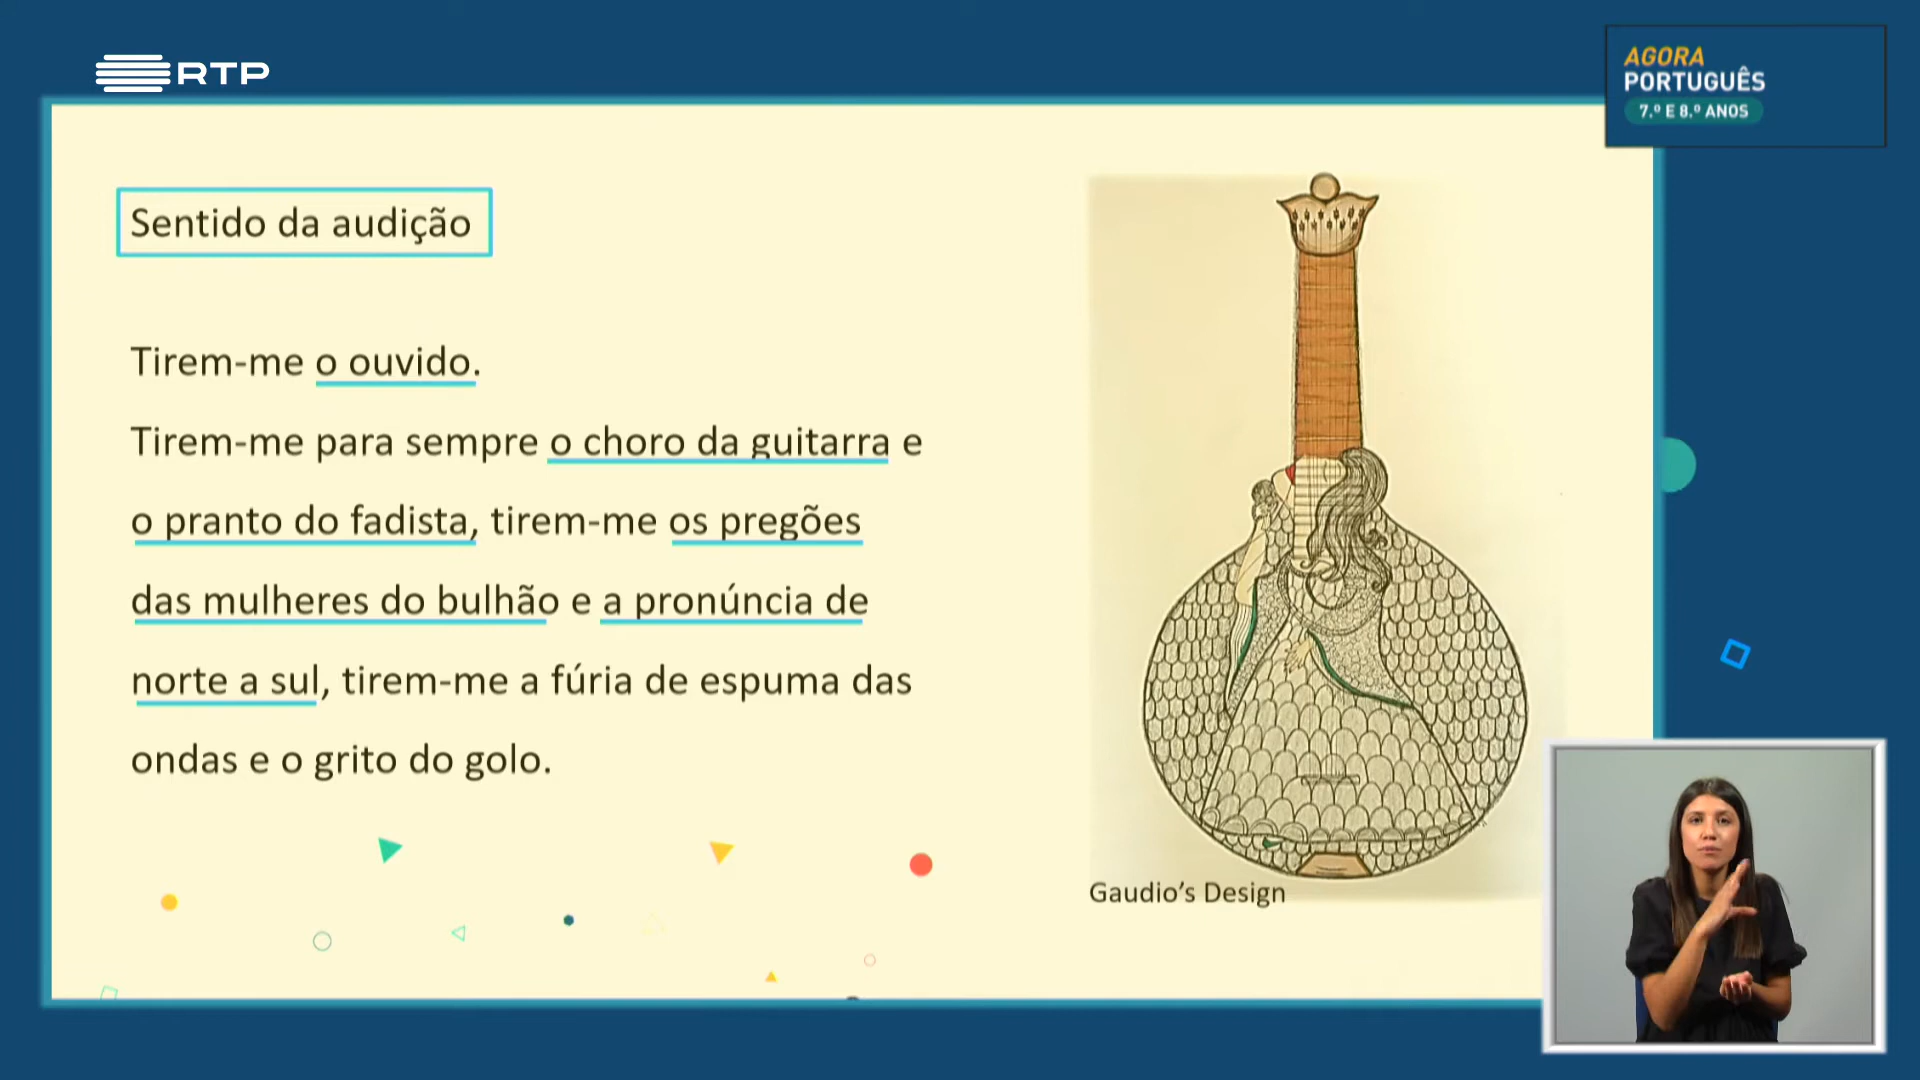 RTP
AGORA
PORTUGUÊS
7.º E 8.º ANOS
Sentido da audição
Tirem-me o ouvido.
Tirem-me para sempre o choro da guitarra e
o pranto do fadista, tirem-me os pregões
das mulheres do bulhão e a pronúncia de
norte a sul, tirem-me a fúria de espuma das
ondas e o grito do golo.
Gaudio’s Design